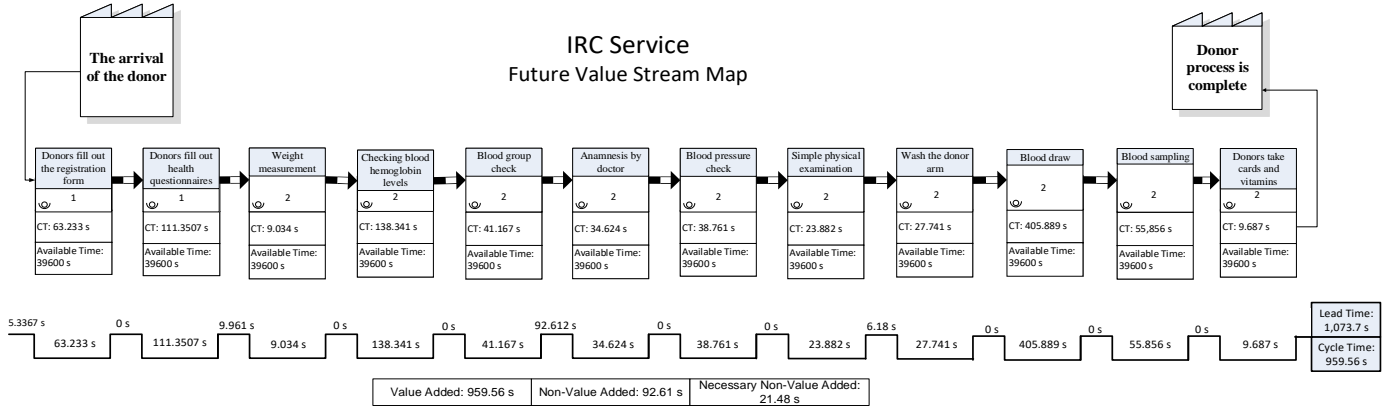 The arrival
of the donor
IRC Service
Future Value Stream Map
Donor
process is
complete
Donors fill out
the registration
form
1
CT: 63.233 s
Available Time:
39600 s
Donors fill out
health
questionnaires
1
CT: 111.3507 s
Available Time:
39600 s
Weight
measurement
2
CT: 9.034 s
Available Time:
39600 s
Checking blood
hemoglobin
levels
2
CT: 138.341 s
Available Time:
39600 s
Blood group
check
2
CT: 41.167 s
Available Time:
39600 s
Anamnesis by
doctor
2
CT: 34.624 s
Available Time:
39600 s
Blood pressure
check
2
CT: 38.761 s
Available Time:
39600 s
Simple physical
examination
2
CT: 23.882 s
Available Time:
39600 s
Wash the donor
arm
2
CT: 27.741 s
Available Time:
39600 s
Blood draw
2
CT: 405.889 s
Available Time:
39600 s
Blood sampling
2
CT: 55,856 s
Available Time:
39600 s
Donors take
cards and
vitamins
2
CT: 9.687 s
Available Time:
39600 s
5.3367 s
63.233 s
0 s
111.3507 s
9.961 s
9.034 s
0 s
138.341 s
0 s
41.167 s
92.612 s
34.624 s
0 s
38.761 s
0 s
23.882 s
6.18 s
27.741 s
0 s
405.889 s
0 s
55.856 s
0 s
9.687 s
Lead Time:
1,073.7 s
Cycle Time:
959.56 s
Value Added: 959.56 s
Non-Value Added: 92.61 s
Necessary Non-Value Added:
21.48 s